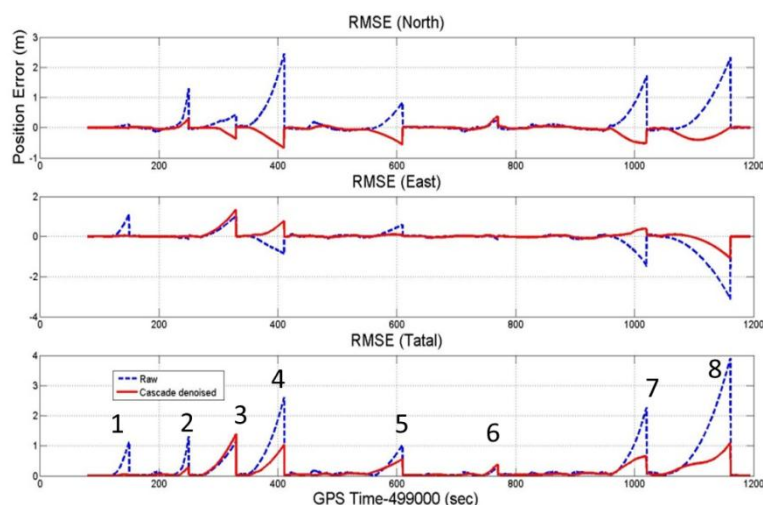 RMSE (North)
Position Error (m)
3
2
1
0
-1
0 200 400 600 800 1000 1200
RMSE (East)
2
0
-2
-4
0 200 400 600 800 1000 1200
RMSE (Tatal)
4
3
2
1
0
Raw
Cascade denoised
1 2 3 4 5 6 7 8
0 200 400 600 800 1000 1200
GPS Time-499000 (sec)